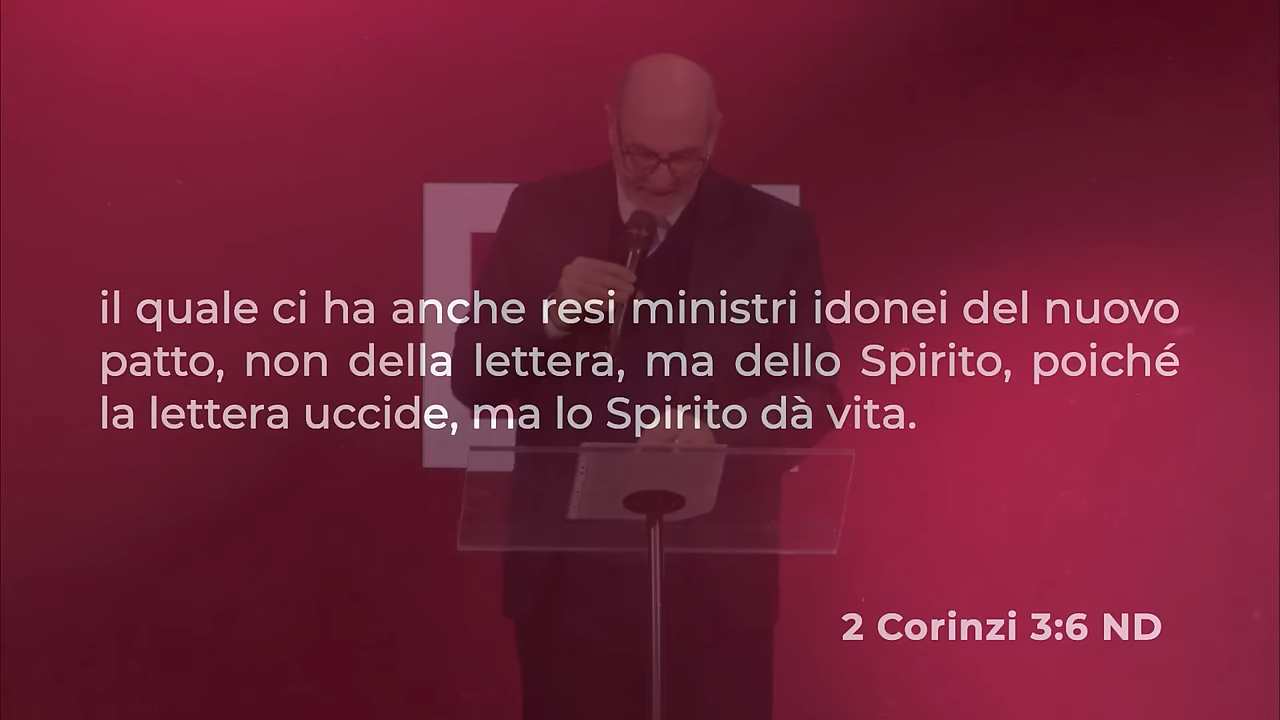 il quale ci ha anche resi ministri idonei del nuovo
patto, non della lettera, ma dello Spirito, poiché
la lettera uccide, ma lo Spirito dà vita.
2 Corinzi 3:6 ND